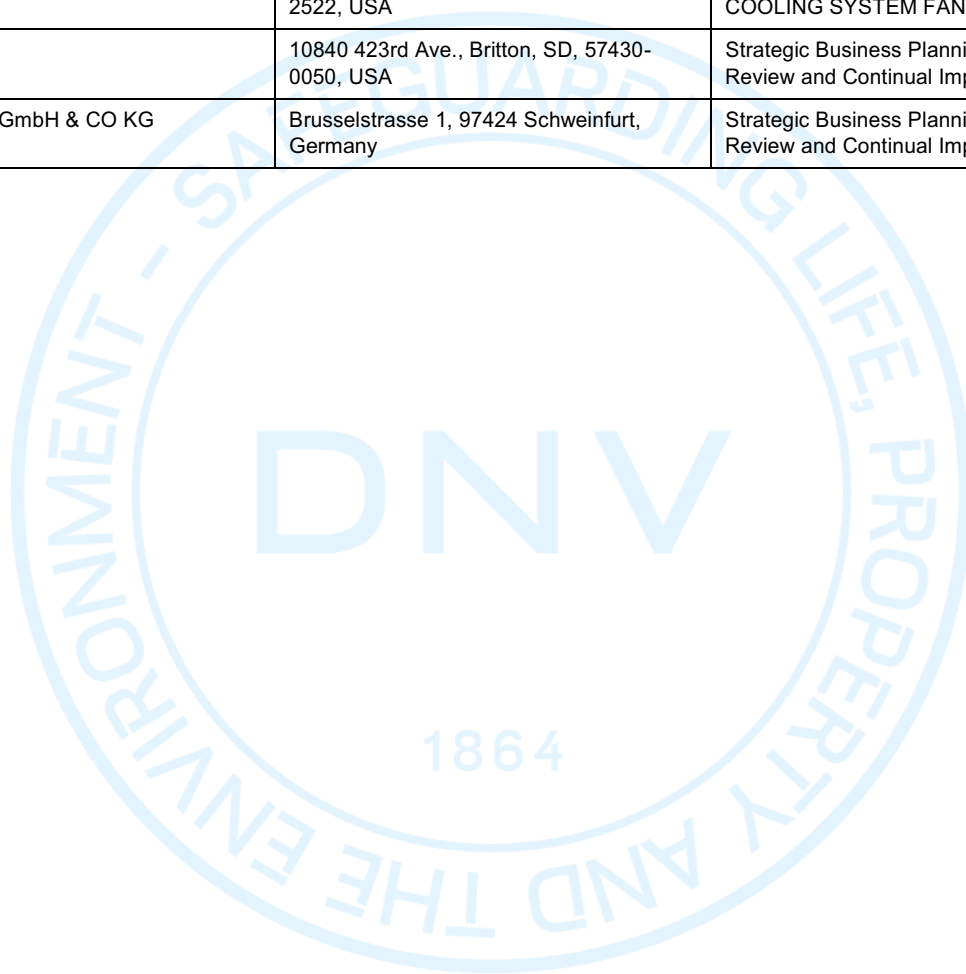 2522, USA
COOLING SYSTEM FAN
10840 423rd Ave., Britton, SD, 57430-
0050, USA
Strategic Business Planni
Review and Continual Imp
GmbH & CO KG
Brusselstrasse 1, 97424 Schweinfurt,
Germany
Strategic Business Planni
Review and Continual Imp
SAFEGUARDING LIFE, PROPERTY AND THE ENVIRONMENT -
DNV
1864